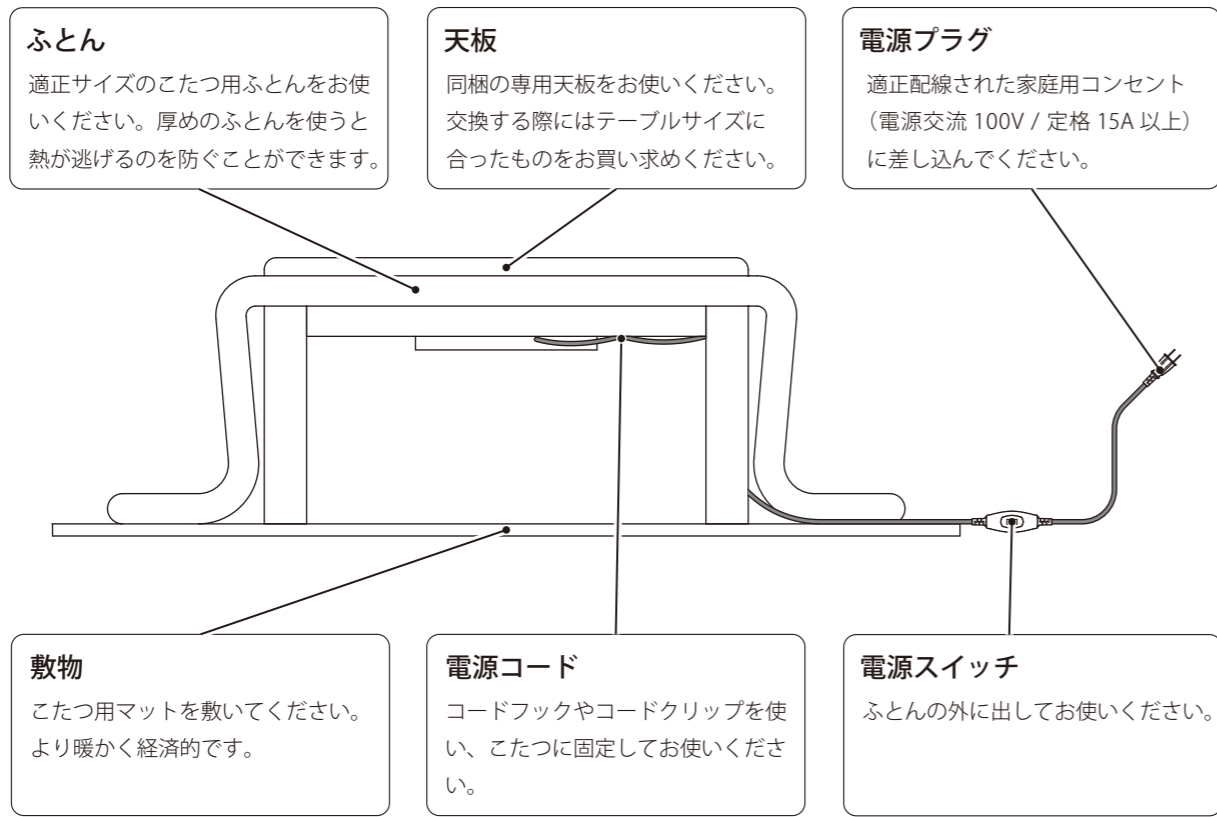 ふとん
適正サイズのこたつ用ふとんをお使
いください。厚めのふとんを使うと
熱が逃げるのを防ぐことができます。
天板
同梱の専用天板をお使いください。
交換する際にはテーブルサイズに
合ったものをお買い求めください。
電源プラグ
適正配線された家庭用コンセント
（電源交流 100V / 定格 15A 以上）
に差し込んでください。
敷物
こたつ用マットを敷いてください。
より暖かく経済的です。
電源コード
コードフックやコードクリップを使
い、こたつに固定してお使いくださ
い。
電源スイッチ
ふとんの外に出してお使いください。